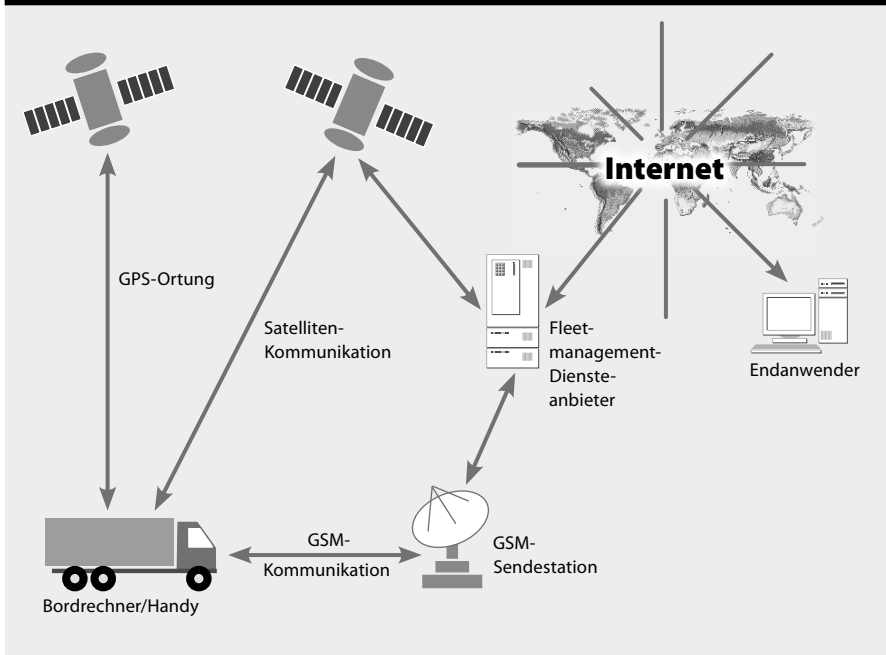 Internet
GPS-Ortung
Satelliten-
Kommunikation
Fleet-
management-
Dienste-
anbieter
Endanwender
GSM-
Kommunikation
GSM-
Sendestation
Bordrechner/Handy